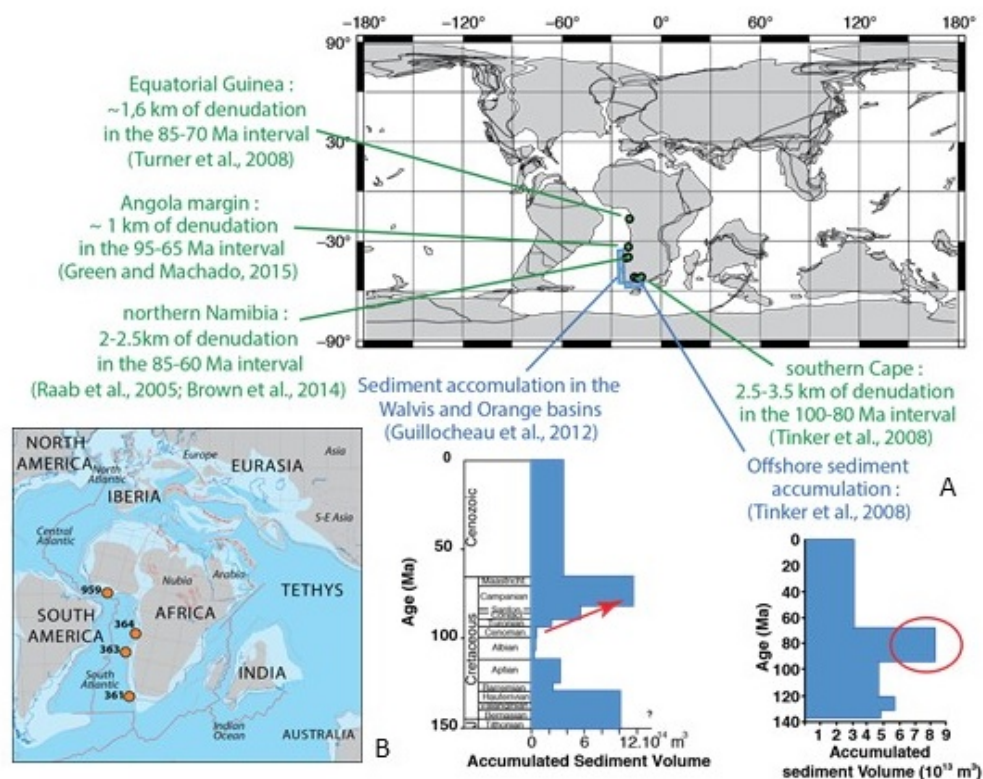 −180° −120° −60° 0° 60° 120° 180°
90°
30°
−30°
−90°
Equatorial Guinea :
~1,6 km of denudation
in the 85-70 Ma interval
(Turner et al., 2008)
Angola margin :
~ 1 km of denudation
in the 95-65 Ma interval
(Green and Machado, 2015)
northern Namibia :
2-2.5km of denudation
in the 85-60 Ma interval
(Raab et al., 2005; Brown et al., 2014)
Sediment accomulation in the
Walvis and Orange basins
(Guillocheau et al., 2012)
southern Cape :
2.5-3.5 km of denudation
in the 100-80 Ma interval
(Tinker et al., 2008)
Offshore sediment
accumulation :
(Tinker et al., 2008)
A
NORTH
AMERICA
North
Atlantic
Europe
EURASIA
Asia
IBERIA
S-E Asia
Central
Atlantic
Nubia
Arabia
TETHYS
959
SOUTH
AMERICA
AFRICA
364
363
INDIA
South
Atlantic
361
Indian
Ocean
AUSTRALIA
B
Age (Ma)
0
50
100
150
Cenozoic
Cretaceous
Maastricht
Campanian
Cenoman
Albian
Aptian
Barremian
Hauterivian
Berriasian
Tithonian
?
0 6 12.10¹⁴ m³
Accumulated Sediment Volume
Age (Ma)
0
20
40
60
80
100
120
140
1 2 3 4 5 6 7 8 9
Accumulated
sediment Volume (10¹³ m³)